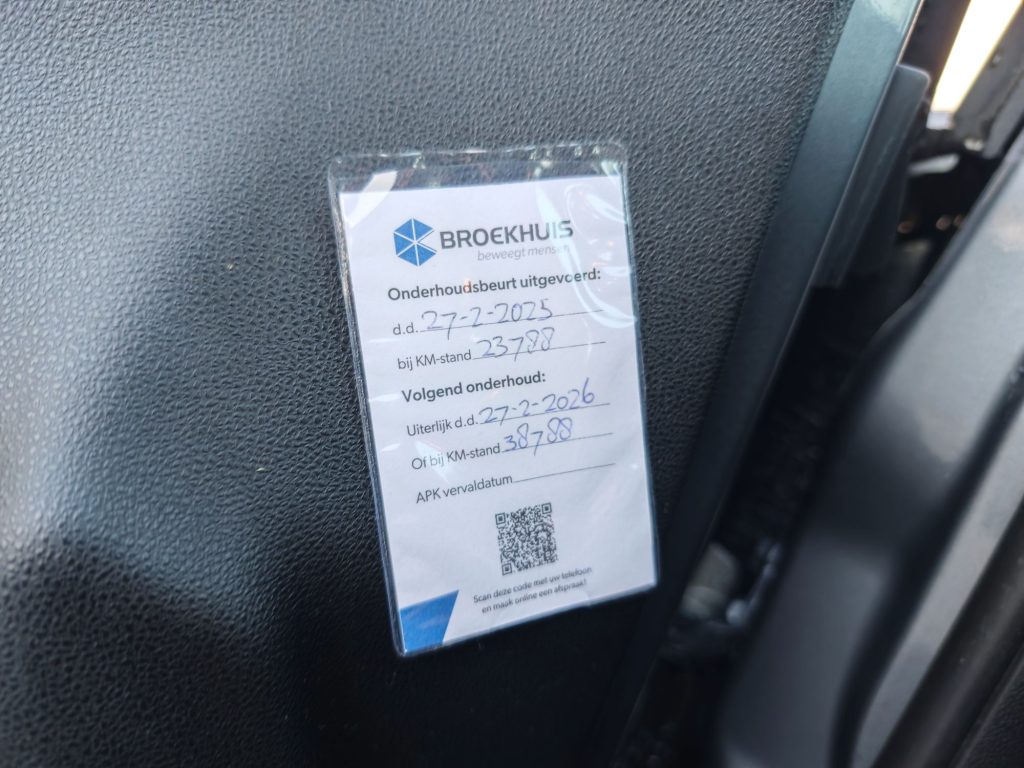 BROEKHUIS
beweegt mensen
Onderhoudsbeurt uitgevoerd:
d.d. 27-2-2025
bij KM-stand 23788
Volgend onderhoud:
Uiterlijk d.d. 27-2-2026
Of bij KM-stand 38788
APK vervaldatum
Scan deze code met uw telefoon
en maak online een afspraak!